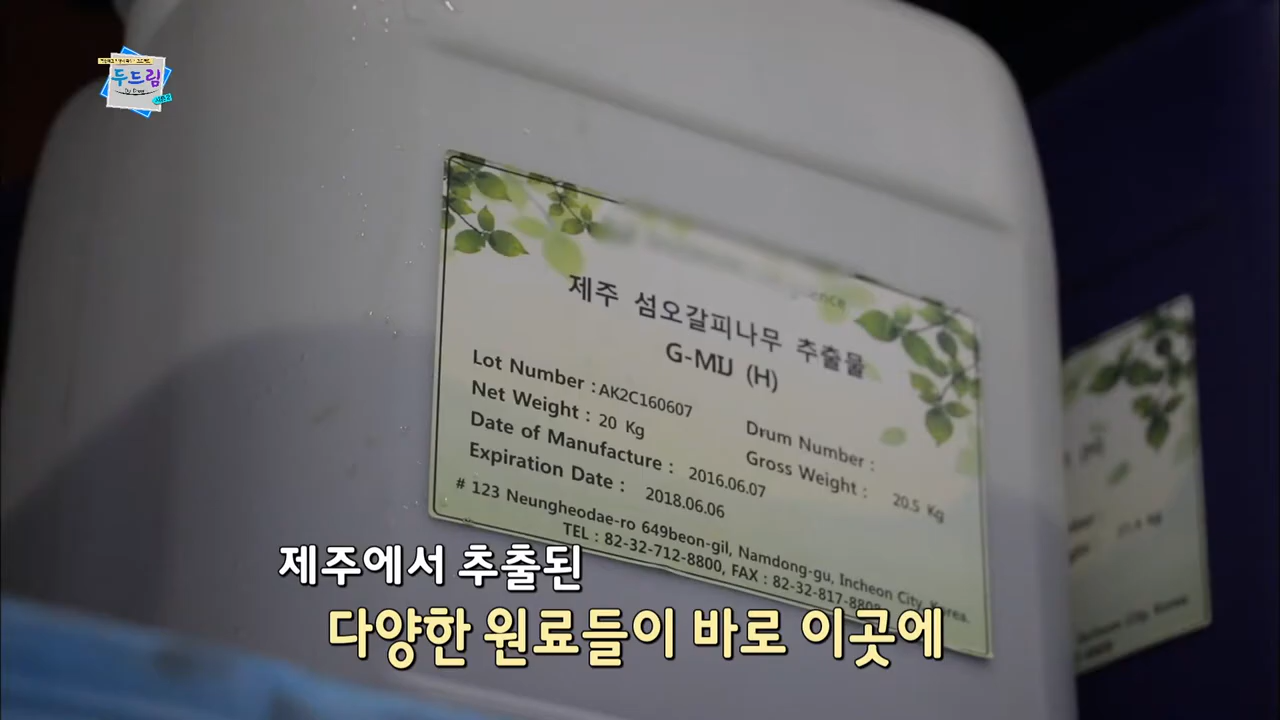 두드림
제주 섬오갈피나무 추출물
G-MIJ (H)
Lot Number : AK2C160607
Net Weight : 20 Kg
Drum Number :
Date of Manufacture : 2016.06.07
Gross Weight : 20.5 Kg
Expiration Date : 2018.06.06
# 123 Neungheodae-ro 649beon-gil, Namdong-gu, Incheon City, Korea.
TEL : 82-32-712-8800, FAX : 82-32-817-8808
제주에서 추출된
다양한 원료들이 바로 이곳에